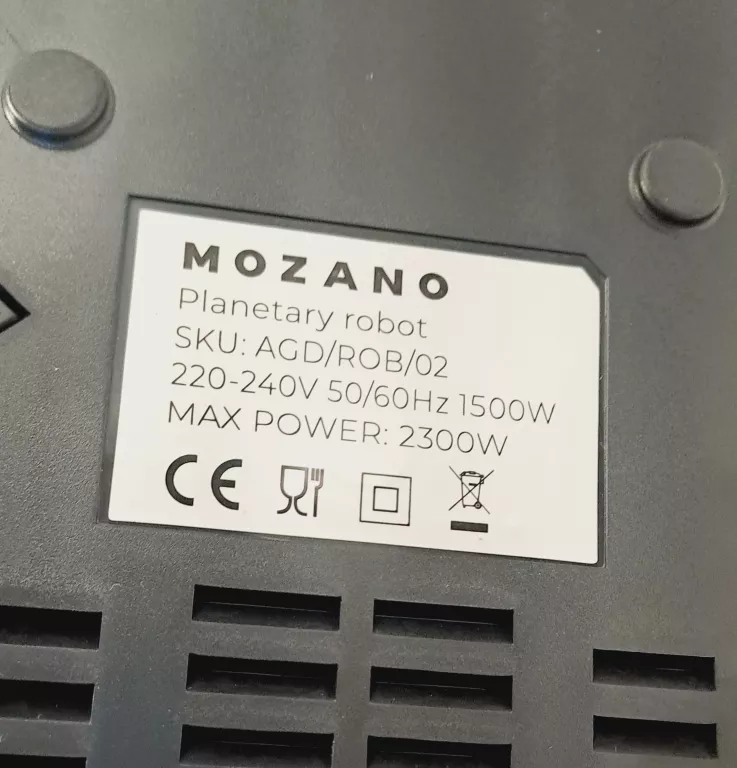 MOZANO
Planetary robot
SKU: AGD/ROB/02
220-240V 50/60Hz 1500W
MAX POWER: 2300W
CE